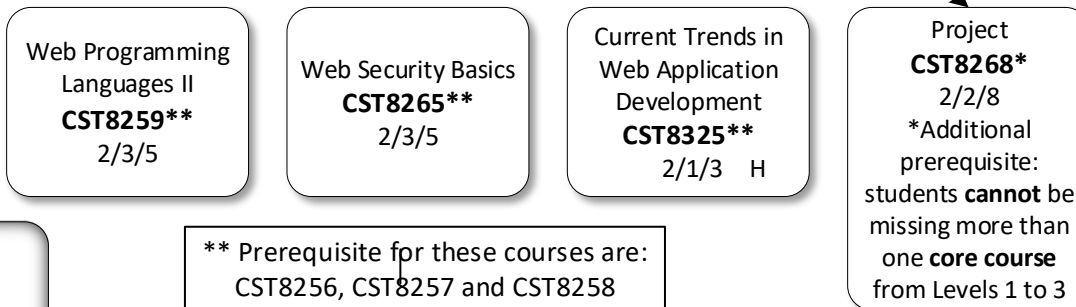 Web Programming
Languages II
CST8259**
2/3/5
Web Security Basics
CST8265**
2/3/5
Current Trends in
Web Application
Development
CST8325**
2/1/3 H
Project
CST8268*
2/2/8
*Additional
prerequisite:
students cannot be
missing more than
one core course
from Levels 1 to 3
** Prerequisite for these courses are:
CST8256, CST8257 and CST8258